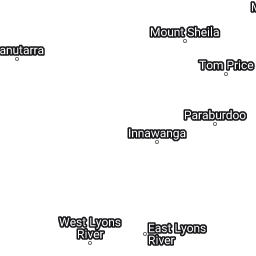 M
Mount Sheila
anutarra
Tom Price
Paraburdoo
Innawanga
West Lyons
River
East Lyons
River